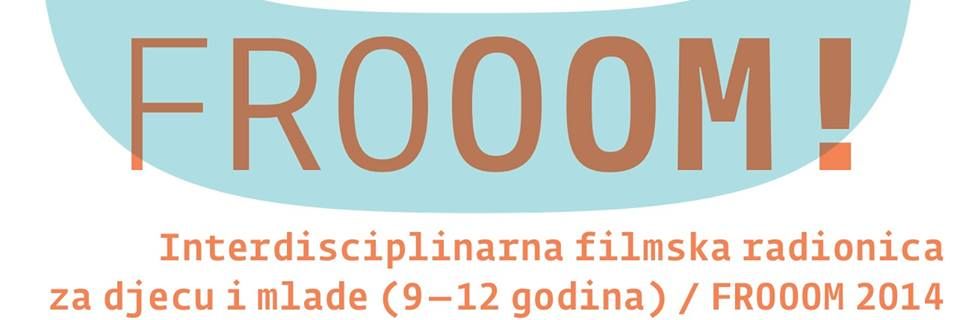 FROOOM!
Interdisciplinarna filmska radionica
za djecu i mlade (9—12 godina) / FROOOM 2014